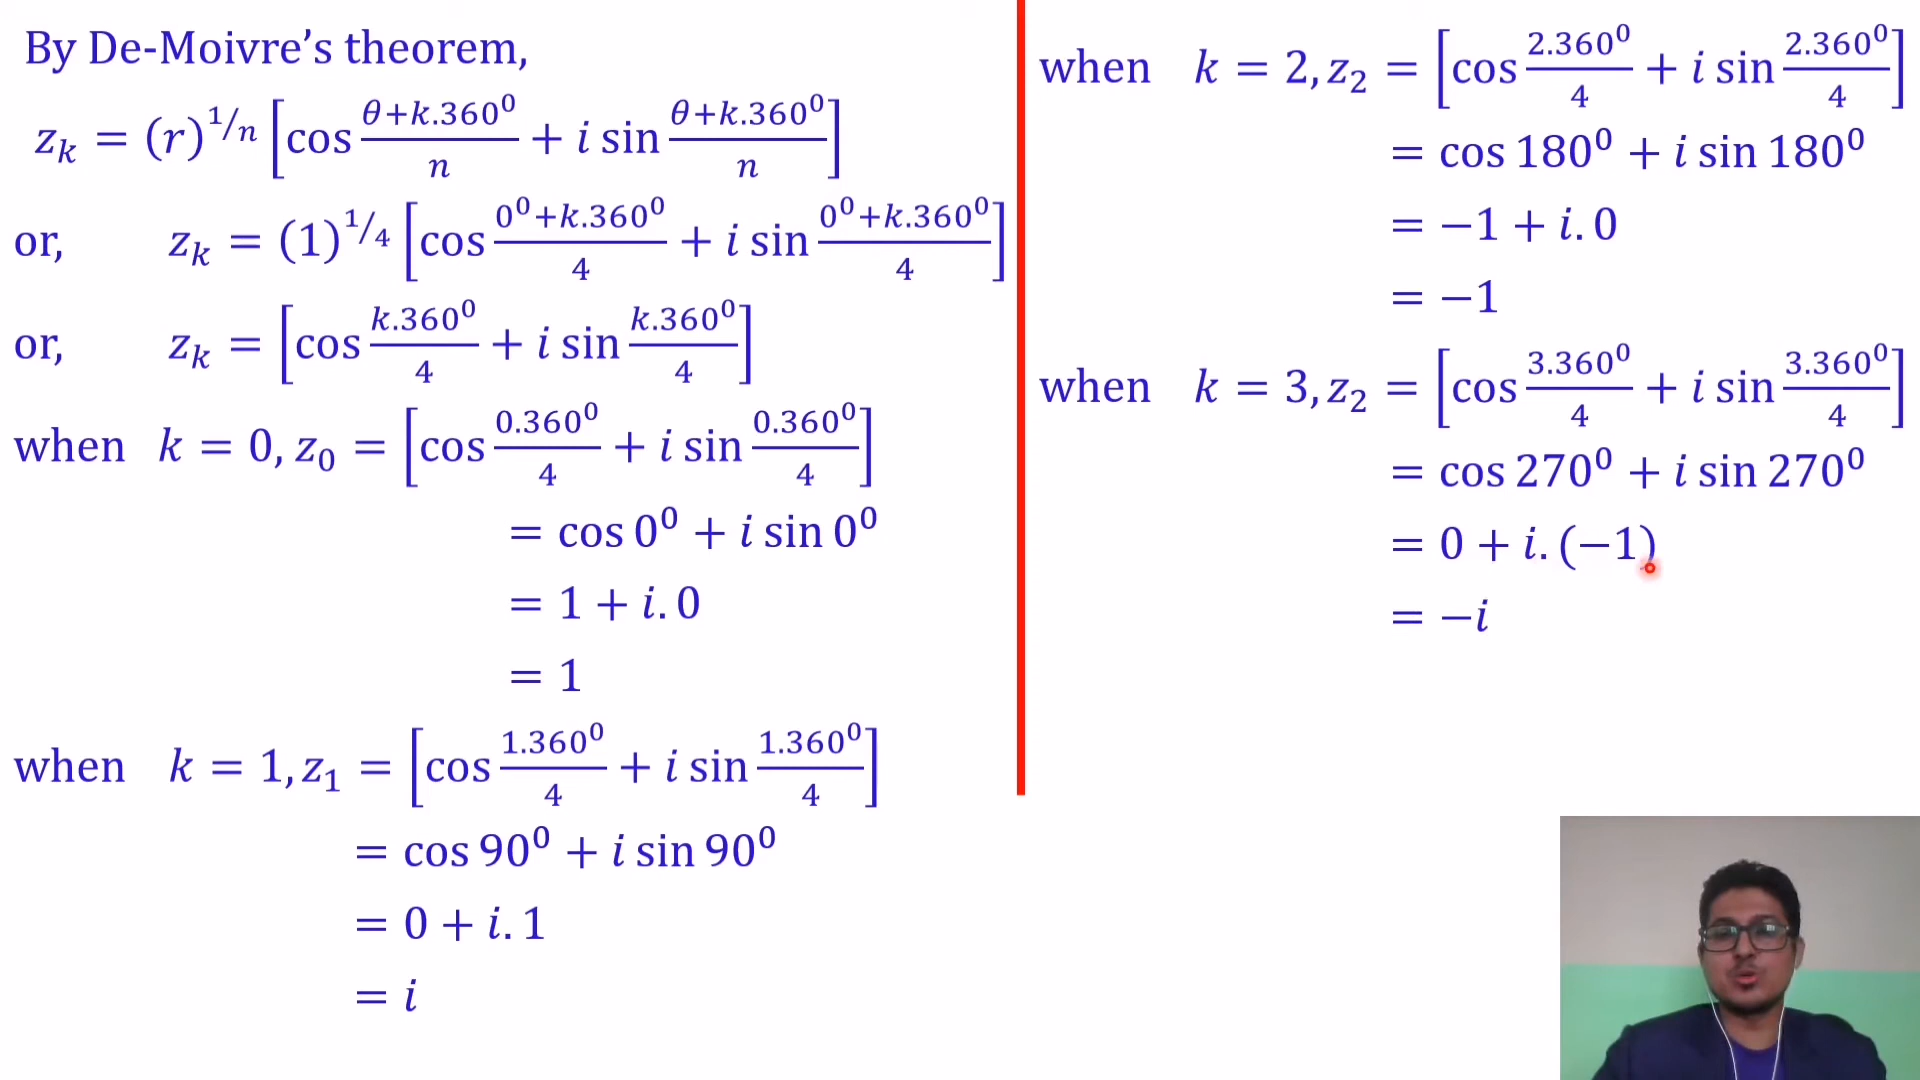 By De-Moivre's theorem,
z_k = (r)^{1/n} [cos (θ+k.360⁰)/n + i sin (θ+k.360⁰)/n]
or, z_k = (1)^{1/4} [cos (0⁰+k.360⁰)/4 + i sin (0⁰+k.360⁰)/4]
or, z_k = [cos k.360⁰/4 + i sin k.360⁰/4]
when k = 0, z₀ = [cos 0.360⁰/4 + i sin 0.360⁰/4]
= cos 0⁰ + i sin 0⁰
= 1 + i. 0
= 1
when k = 1, z₁ = [cos 1.360⁰/4 + i sin 1.360⁰/4]
= cos 90⁰ + i sin 90⁰
= 0 + i. 1
= i
when k = 2, z₂ = [cos 2.360⁰/4 + i sin 2.360⁰/4]
= cos 180⁰ + i sin 180⁰
= −1 + i. 0
= −1
when k = 3, z₂ = [cos 3.360⁰/4 + i sin 3.360⁰/4]
= cos 270⁰ + i sin 270⁰
= 0 + i. (−1)
= −i